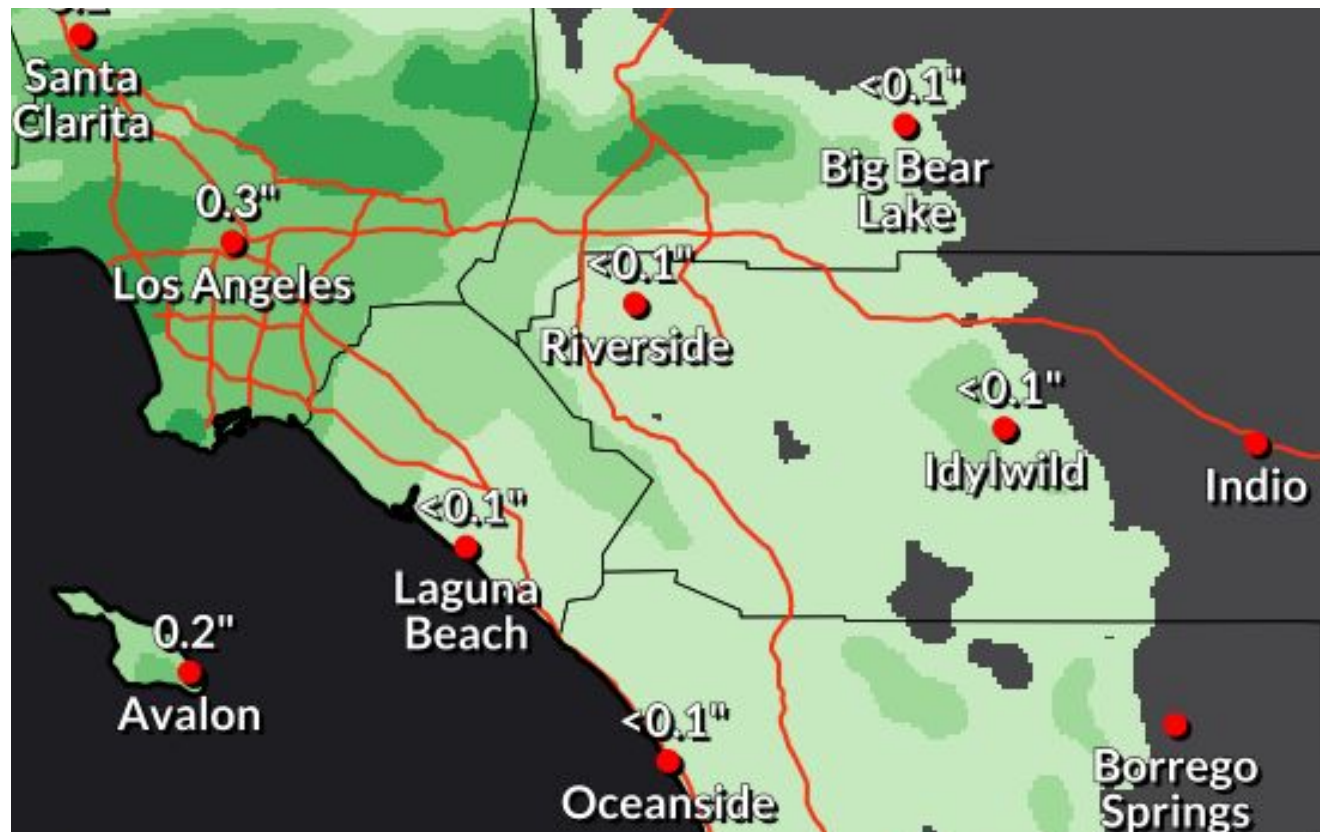 Santa
Clarita
<0.1"
Big Bear
Lake
0.3"
Los Angeles
<0.1"
Riverside
<0.1"
Idylwild
Indio
<0.1"
Laguna
Beach
0.2"
Avalon
<0.1"
Oceanside
Borrego
Springs